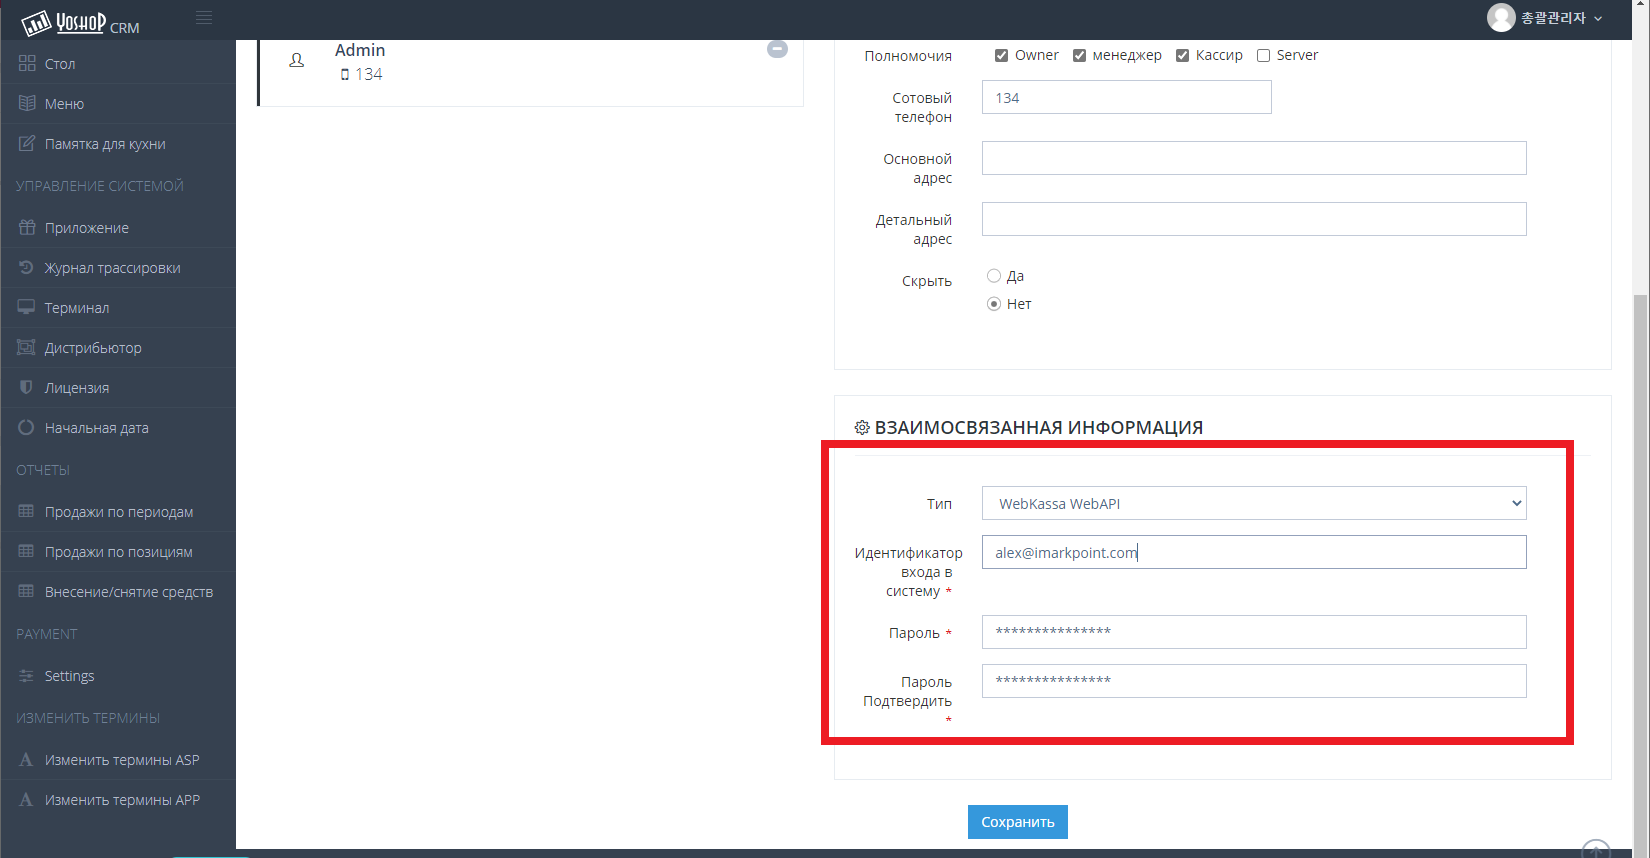 YOSHOP CRM
총괄관리자
Стол
Меню
Памятка для кухни
УПРАВЛЕНИЕ СИСТЕМОЙ
Приложение
Журнал трассировки
Терминал
Дистрибьютор
Лицензия
Начальная дата
ОТЧЕТЫ
Продажи по периодам
Продажи по позициям
Внесение/снятие средств
PAYMENT
Settings
ИЗМЕНИТЬ ТЕРМИНЫ
Изменить термины ASP
Изменить термины APP
Admin
134
Полномочия Owner менеджер Кассир Server
Сотовый
телефон
134
Основной
адрес
Детальный
адрес
Скрыть
Да
Нет
ВЗАИМОСВЯЗАННАЯ ИНФОРМАЦИЯ
Тип
WebKassa WebAPI
Идентификатор
входа в
систему *
alex@imarkpoint.com
Пароль *
***************
Пароль
Подтвердить
*
***************
Сохранить